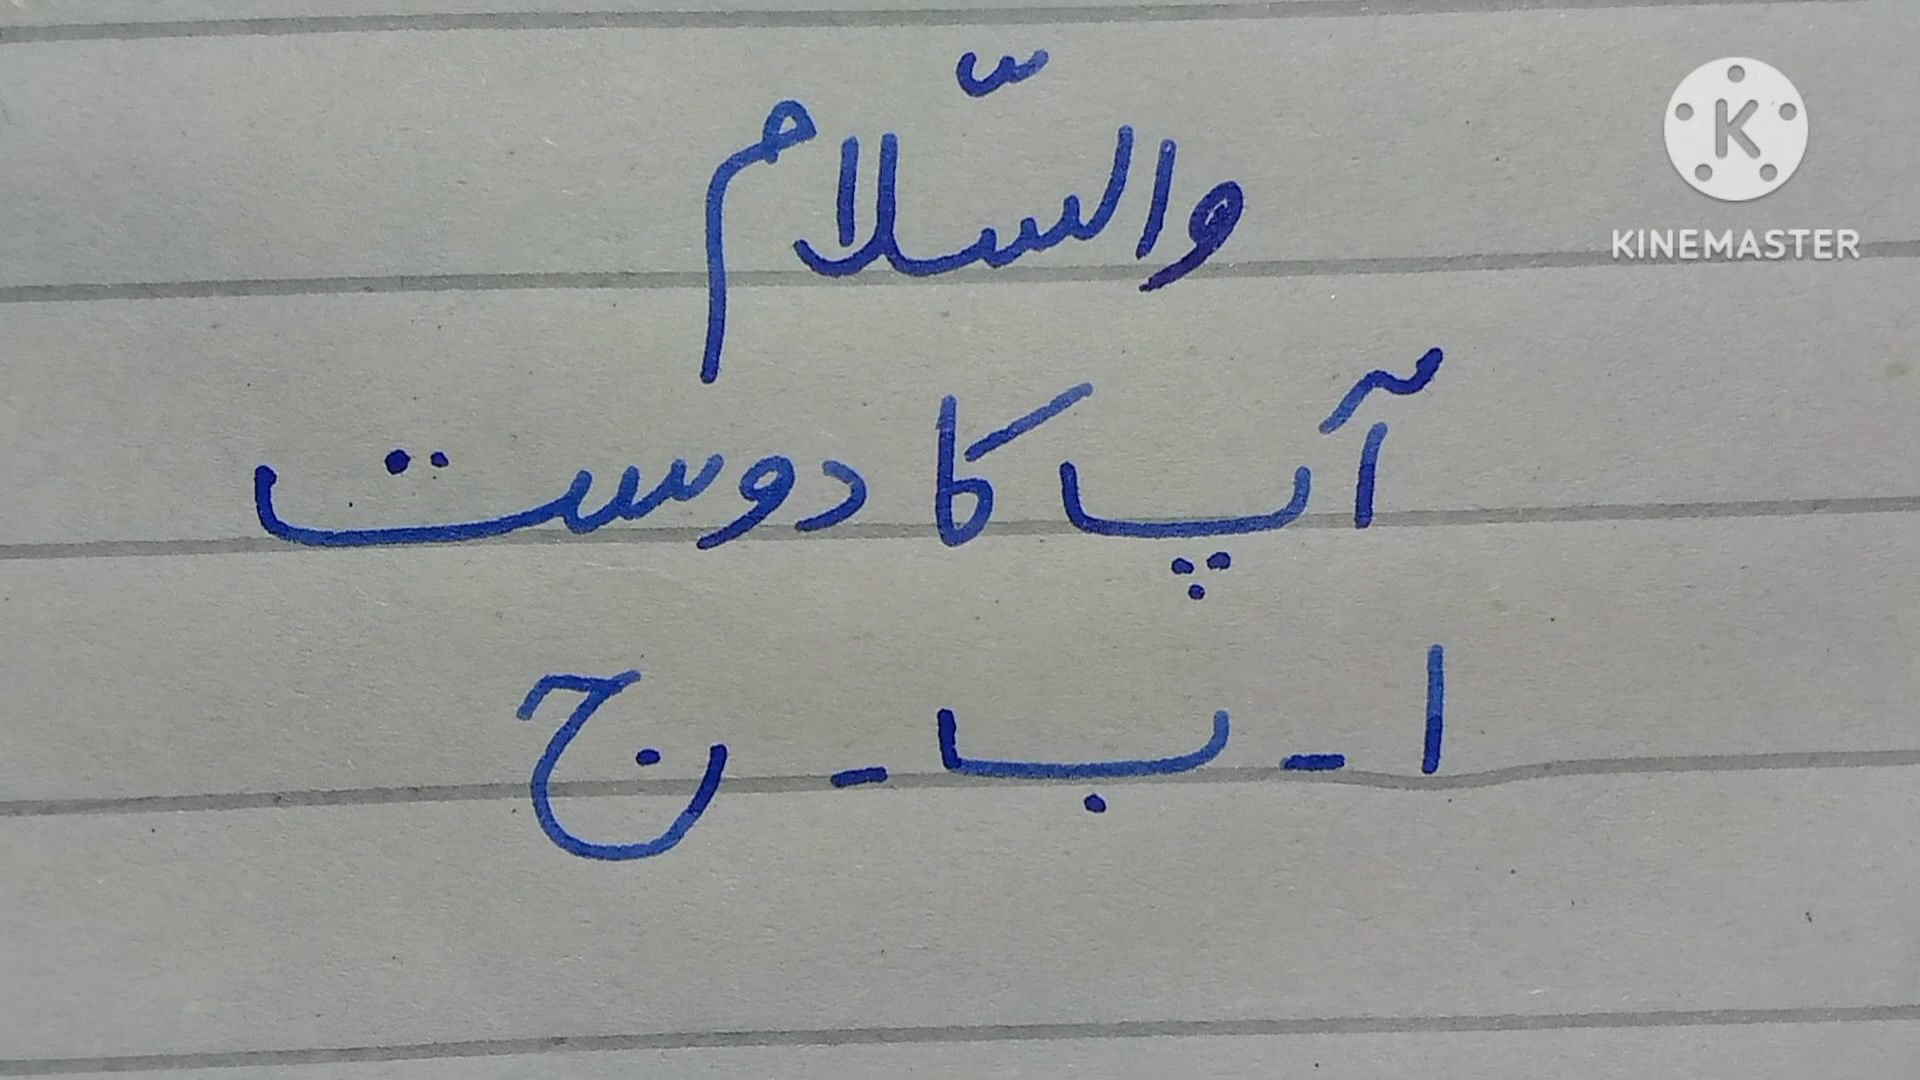 والسّلام
آپ کا دوست
ا - ب - ج
K
KINEMASTER